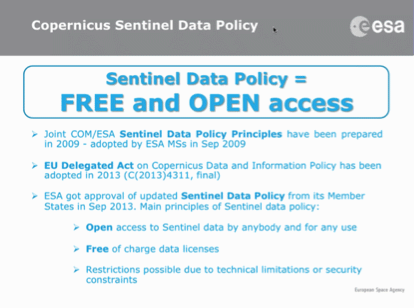 Copernicus Sentinel Data Policy
esa
Sentinel Data Policy =
FREE and OPEN access
Joint COM/ESA Sentinel Data Policy Principles have been prepared
in 2009 - adopted by ESA MSs in Sep 2009
EU Delegated Act on Copernicus Data and Information Policy has been
adopted in 2013 (C(2013)4311, final)
ESA got approval of updated Sentinel Data Policy from its Member
States in Sep 2013. Main principles of Sentinel data policy:
Open access to Sentinel data by anybody and for any use
Free of charge data licenses
Restrictions possible due to technical limitations or security
constraints
European Space Agency